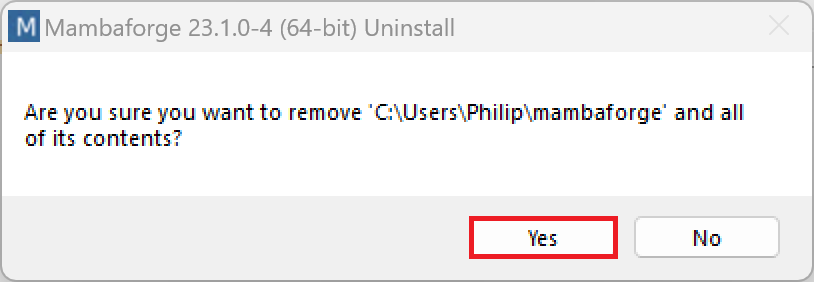 M Mambaforge 23.1.0-4 (64-bit) Uninstall
Are you sure you want to remove 'C:\Users\Philip\mambaforge' and all
of its contents?
Yes No